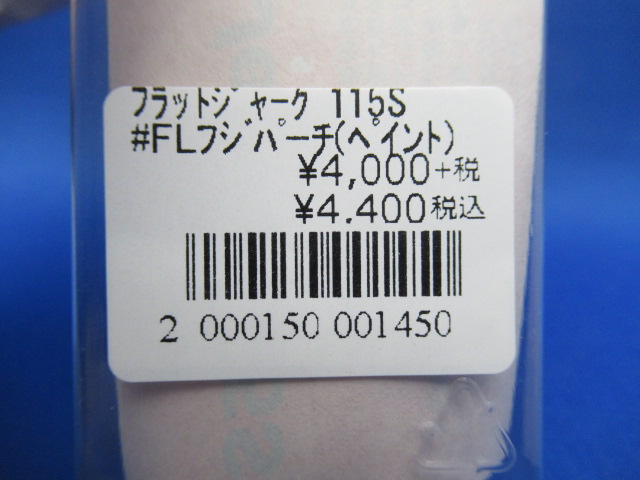 フラットジャーク 115S
#FLフジパーチ(ペイント)
¥4,000+税
¥4.400税込
2 000150 001450